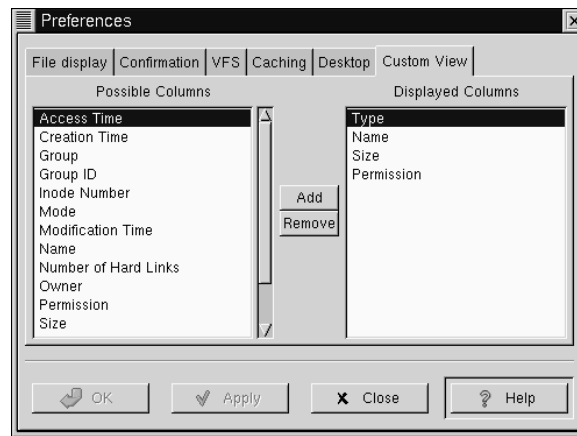 Preferences
File display Confirmation VFS Caching Desktop Custom View
Possible Columns
Access Time
Creation Time
Group
Group ID
Inode Number
Mode
Modification Time
Name
Number of Hard Links
Owner
Permission
Size
Add
Remove
Displayed Columns
Type
Name
Size
Permission
OK Apply Close Help